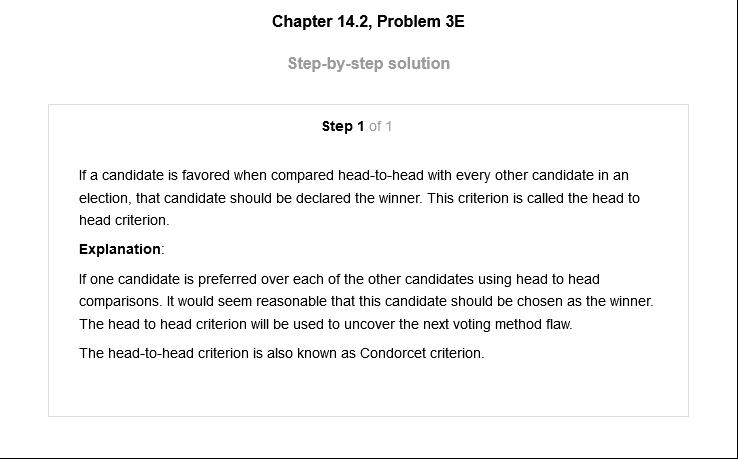 Chapter 14.2, Problem 3E
Step-by-step solution
Step 1 of 1
If a candidate is favored when compared head-to-head with every other candidate in an
election, that candidate should be declared the winner. This criterion is called the head to
head criterion.
Explanation:
If one candidate is preferred over each of the other candidates using head to head
comparisons. It would seem reasonable that this candidate should be chosen as the winner.
The head to head criterion will be used to uncover the next voting method flaw.
The head-to-head criterion is also known as Condorcet criterion.